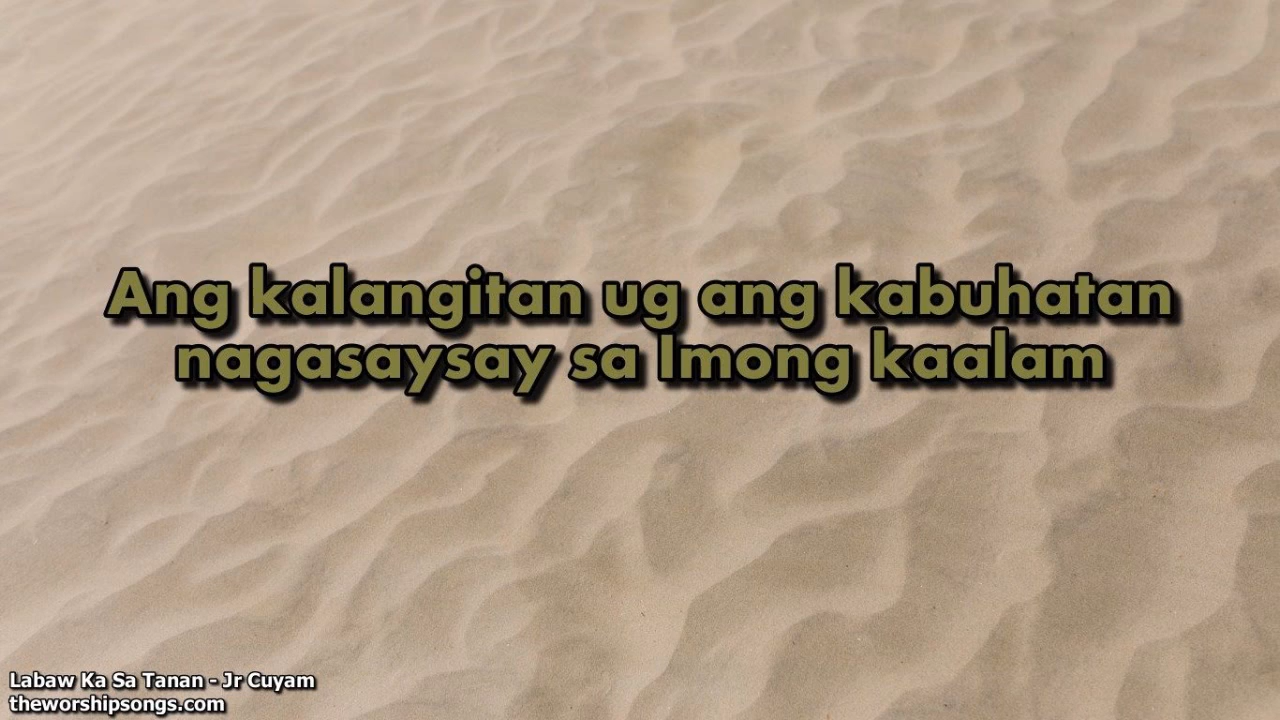 Ang kalangitan ug ang kabuhatan
nagasaysay sa Imong kaalam
Labaw Ka Sa Tanan - Jr Cuyam
theworshipsongs.com